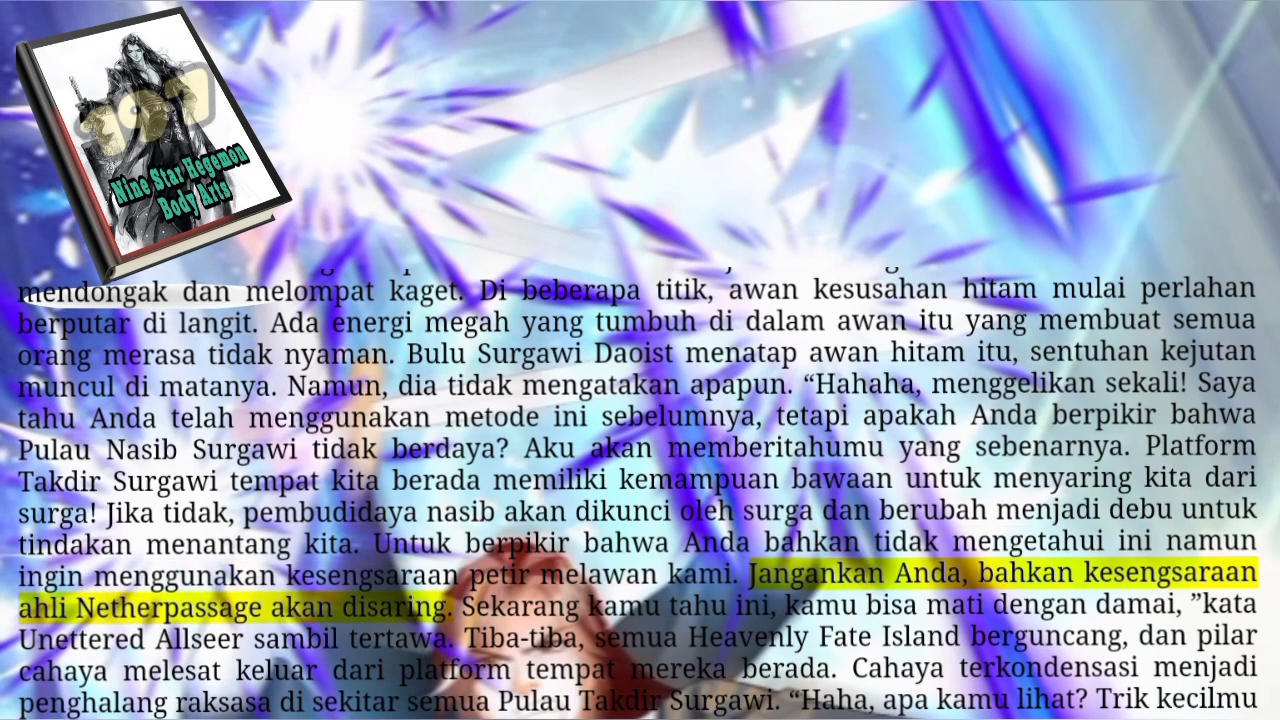 197
Nine Star Hegemon
Body Arts
mendongak dan melompat kaget. Di beberapa titik, awan kesusahan hitam mulai perlahan
berputar di langit. Ada energi megah yang tumbuh di dalam awan itu yang membuat semua
orang merasa tidak nyaman. Bulu Surgawi Daoist menatap awan hitam itu, sentuhan kejutan
muncul di matanya. Namun, dia tidak mengatakan apapun. “Hahaha, menggelikan sekali! Saya
tahu Anda telah menggunakan metode ini sebelumnya, tetapi apakah Anda berpikir bahwa
Pulau Nasib Surgawi tidak berdaya? Aku akan memberitahumu yang sebenarnya. Platform
Takdir Surgawi tempat kita berada memiliki kemampuan bawaan untuk menyaring kita dari
surga! Jika tidak, pembudidaya nasib akan dikunci oleh surga dan berubah menjadi debu untuk
tindakan menantang kita. Untuk berpikir bahwa Anda bahkan tidak mengetahui ini namun
ingin menggunakan kesengsaraan petir melawan kami. Jangankan Anda, bahkan kesengsaraan
ahli Netherpassage akan disaring. Sekarang kamu tahu ini, kamu bisa mati dengan damai, ”kata
Unettered Allseer sambil tertawa. Tiba-tiba, semua Heavenly Fate Island berguncang, dan pilar
cahaya melesat keluar dari platform tempat mereka berada. Cahaya terkondensasi menjadi
penghalang raksasa di sekitar semua Pulau Takdir Surgawi. “Haha, apa kamu lihat? Trik kecilmu